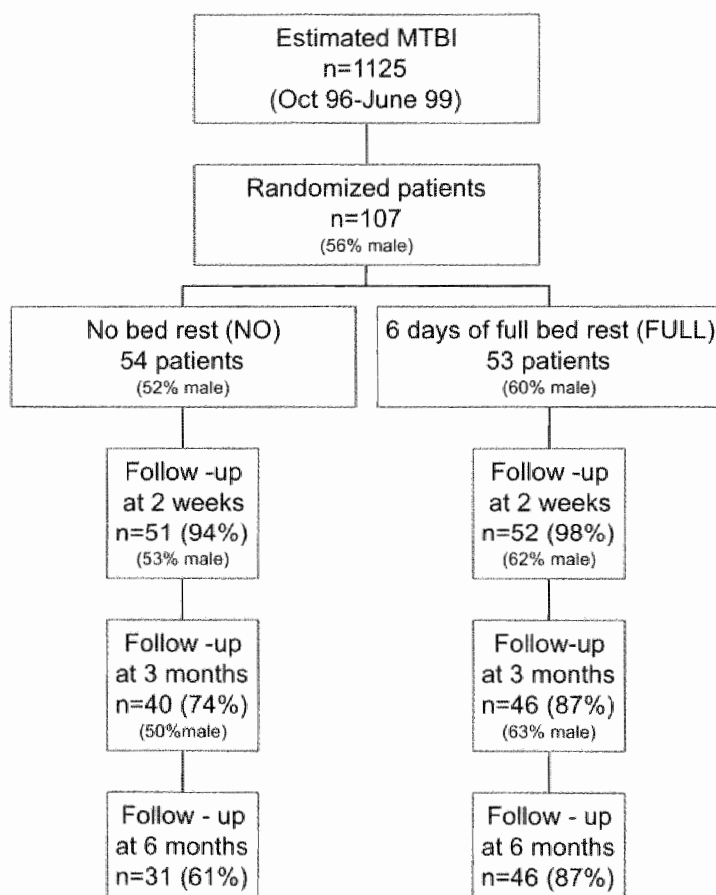 Estimated MTBI
n=1125
(Oct 96-June 99)
Randomized patients
n=107
(56% male)
No bed rest (NO)
54 patients
(52% male)
6 days of full bed rest (FULL)
53 patients
(60% male)
Follow -up
at 2 weeks
n=51 (94%)
(53% male)
Follow -up
at 2 weeks
n=52 (98%)
(62% male)
Follow -up
at 3 months
n=40 (74%)
(50%male)
Follow-up
at 3 months
n=46 (87%)
(63% male)
Follow - up
at 6 months
n=31 (61%)
Follow - up
at 6 months
n=46 (87%)